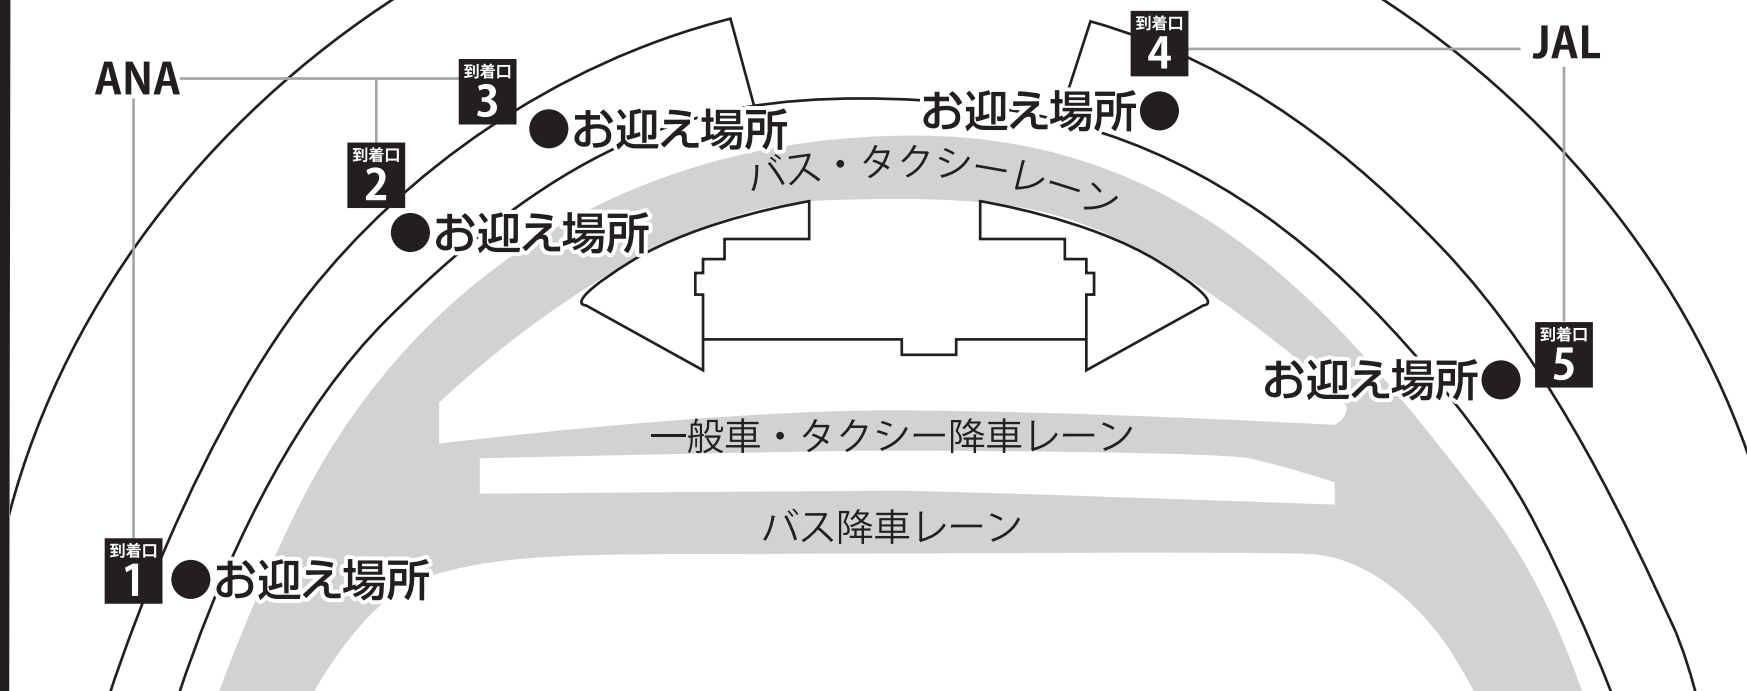 到着口
4
JAL
ANA
到着口
3
お迎え場所
お迎え場所
到着口
2
バス・タクシーレーン
お迎え場所
到着口
5
お迎え場所
一般車・タクシー降車レーン
バス降車レーン
到着口
1
お迎え場所